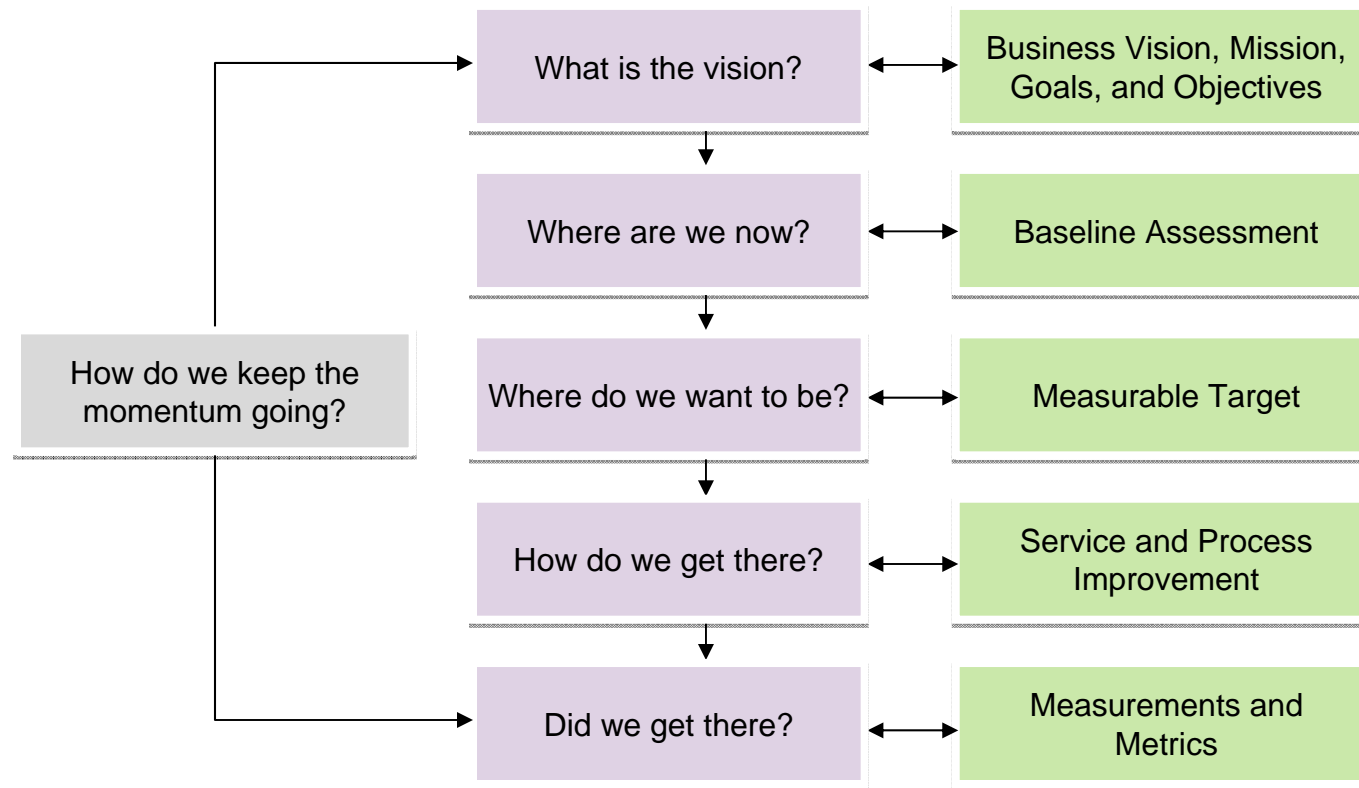 What is the vision?
Business Vision, Mission,
Goals, and Objectives
Where are we now?
Baseline Assessment
How do we keep the
momentum going?
Where do we want to be?
Measurable Target
How do we get there?
Service and Process
Improvement
Did we get there?
Measurements and
Metrics